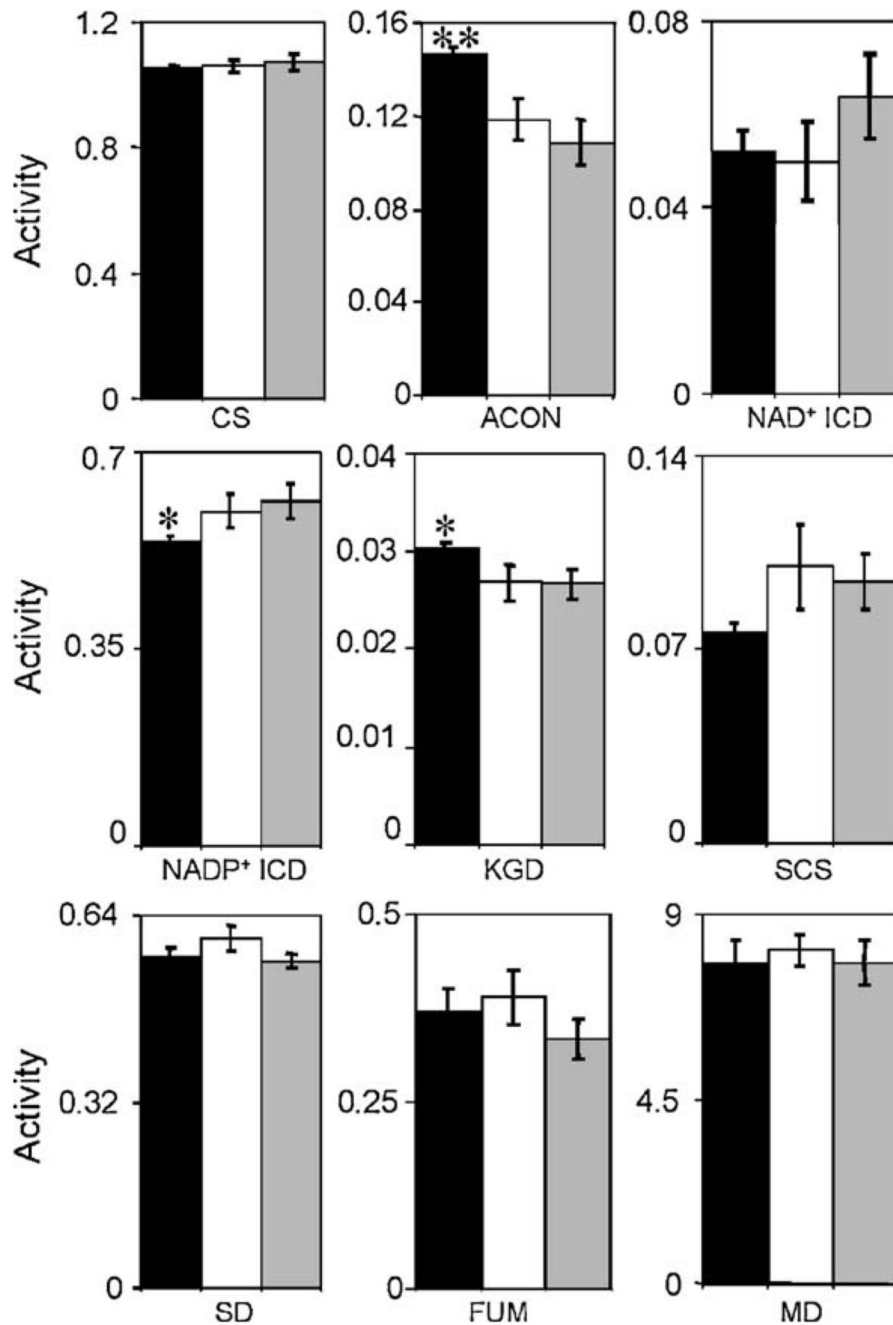 1.2
0.8
0.4
0
Activity
CS
0.16
**
0.12
0.08
0.04
0
ACON
0.08
0.04
0
NAD⁺ ICD
0.7
*
0.35
0
Activity
NADP⁺ ICD
0.04
*
0.03
0.02
0.01
0
KGD
0.14
0.07
0
SCS
0.64
0.32
0
Activity
SD
0.5
0.25
0
FUM
9
4.5
0
MD